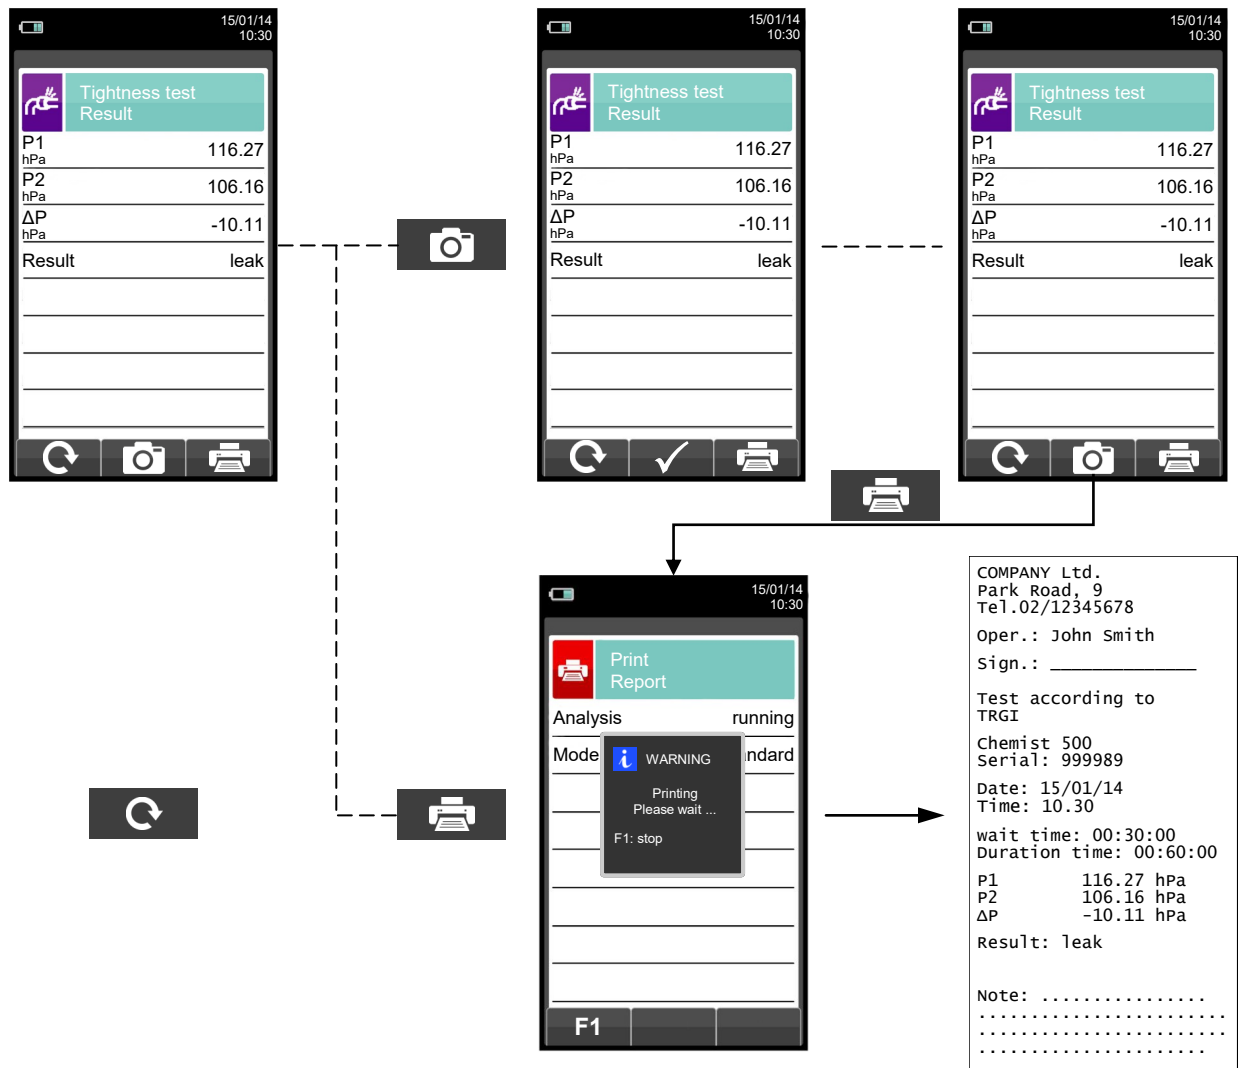 15/01/14
10:30
Tightness test
Result
P1
hPa
116.27
P2
hPa
106.16
ΔP
hPa
-10.11
Result leak
15/01/14
10:30
Tightness test
Result
P1
hPa
116.27
P2
hPa
106.16
ΔP
hPa
-10.11
Result leak
15/01/14
10:30
Tightness test
Result
P1
hPa
116.27
P2
hPa
106.16
ΔP
hPa
-10.11
Result leak
15/01/14
10:30
Print
Report
Analysis running
Mode ndard
i WARNING
Printing
Please wait ...
F1: stop
F1
COMPANY Ltd.
Park Road, 9
Tel.02/12345678
Oper.: John Smith
Sign.: ______________
Test according to
TRGI
Chemist 500
Serial: 999989
Date: 15/01/14
Time: 10.30
wait time: 00:30:00
Duration time: 00:60:00
P1 116.27 hPa
P2 106.16 hPa
ΔP -10.11 hPa
Result: leak
Note: ................
........................
........................
......................